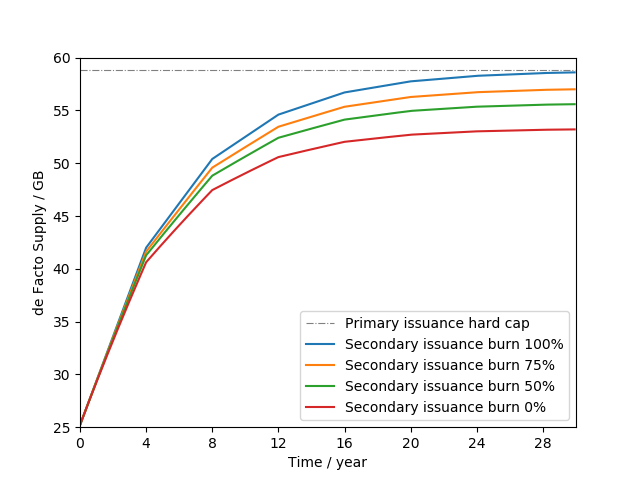 60
55
50
45
40
35
30
25
de Facto Supply / GB
0 4 8 12 16 20 24 28
Time / year
Primary issuance hard cap
Secondary issuance burn 100%
Secondary issuance burn 75%
Secondary issuance burn 50%
Secondary issuance burn 0%